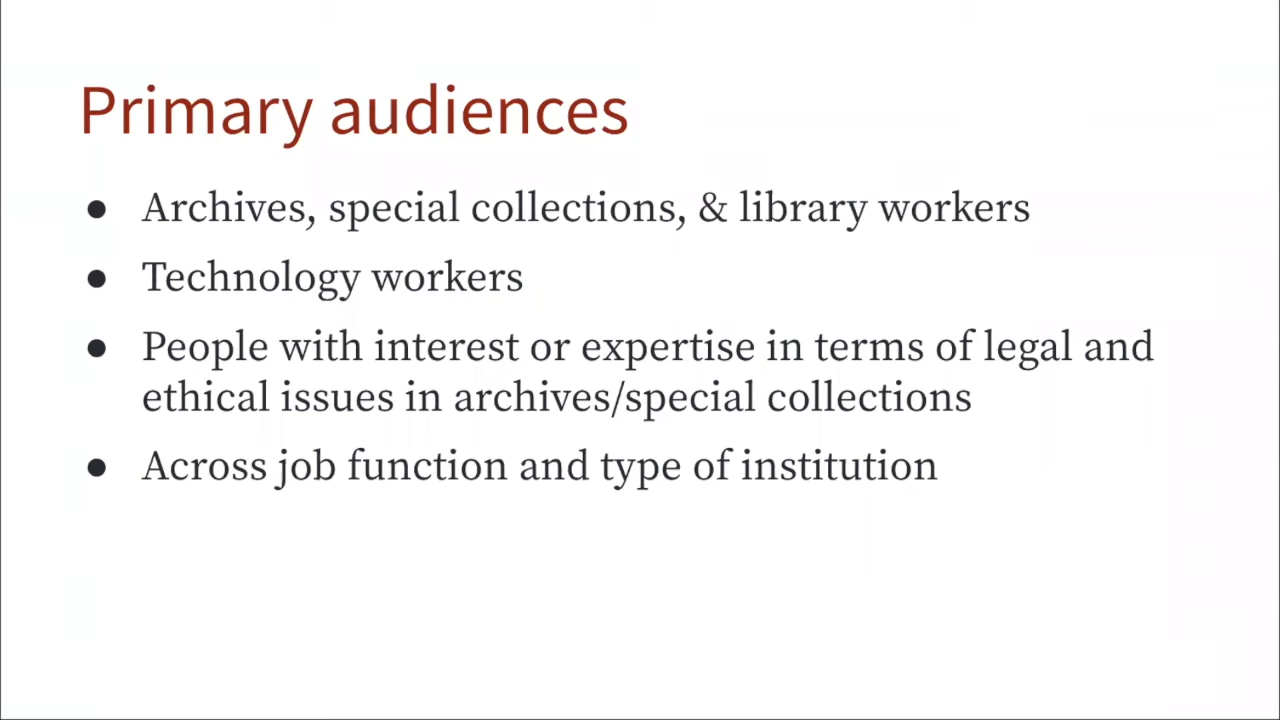 Primary audiences
● Archives, special collections, & library workers
● Technology workers
● People with interest or expertise in terms of legal and
ethical issues in archives/special collections
● Across job function and type of institution